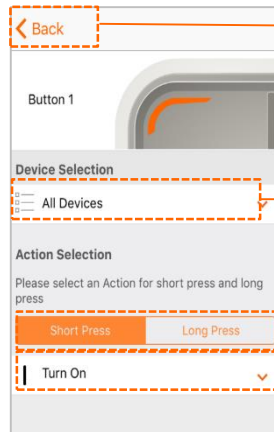 Back
Button 1
Device Selection
All Devices
Action Selection
Please select an Action for short press and long
press
Short Press
Long Press
Turn On